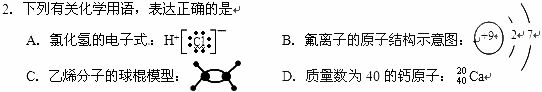 2. 下列有关化学用语，表达正确的是↵
A. 氯化氢的电子式：H⁺[:Cl:]⁻ B. 氟离子的原子结构示意图：+9 2 7
C. 乙烯分子的球棍模型： D. 质量数为 40 的钙原子：²⁰₄₀Ca↵